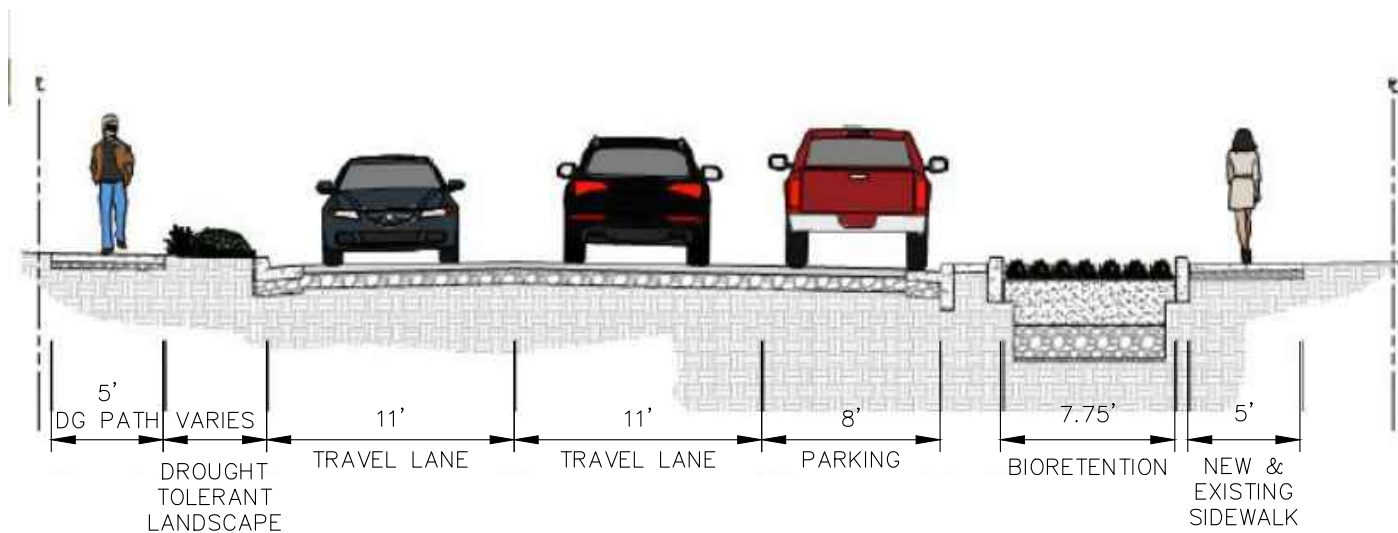 5'
DG PATH
VARIES
DROUGHT
TOLERANT
LANDSCAPE
11'
TRAVEL LANE
11'
TRAVEL LANE
8'
PARKING
7.75'
BIORETENTION
5'
NEW &
EXISTING
SIDEWALK